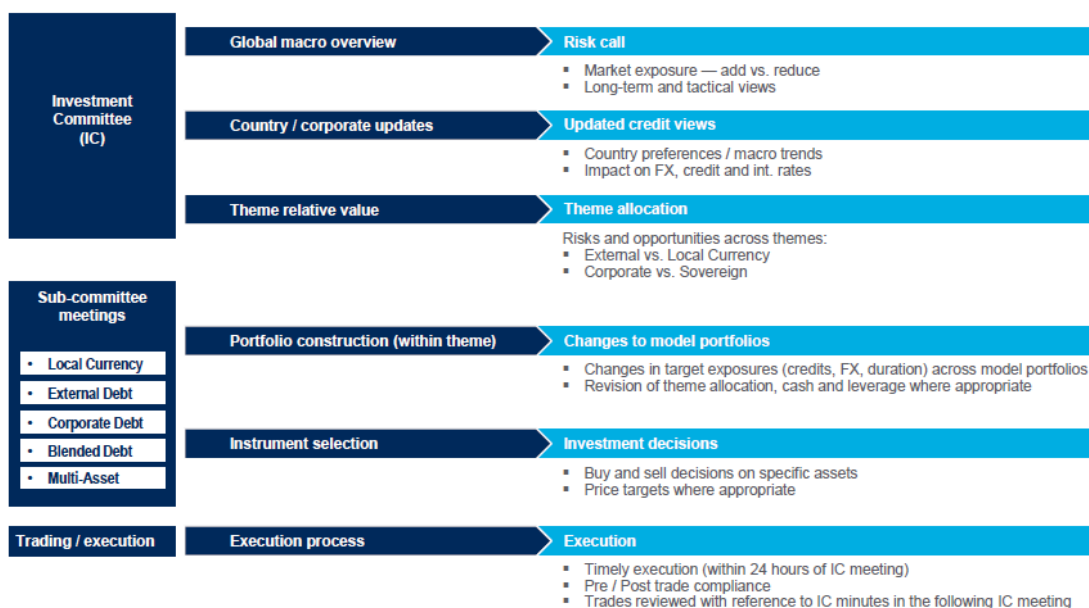 Investment
Committee
(IC)
Global macro overview
Risk call
▪ Market exposure — add vs. reduce
▪ Long-term and tactical views
Country / corporate updates
Updated credit views
▪ Country preferences / macro trends
▪ Impact on FX, credit and int. rates
Theme relative value
Theme allocation
Risks and opportunities across themes:
▪ External vs. Local Currency
▪ Corporate vs. Sovereign
Sub-committee
meetings
• Local Currency
• External Debt
• Corporate Debt
• Blended Debt
• Multi-Asset
Portfolio construction (within theme)
Changes to model portfolios
▪ Changes in target exposures (credits, FX, duration) across model portfolios
▪ Revision of theme allocation, cash and leverage where appropriate
Instrument selection
Investment decisions
▪ Buy and sell decisions on specific assets
▪ Price targets where appropriate
Trading / execution
Execution process
Execution
▪ Timely execution (within 24 hours of IC meeting)
▪ Pre / Post trade compliance
▪ Trades reviewed with reference to IC minutes in the following IC meeting